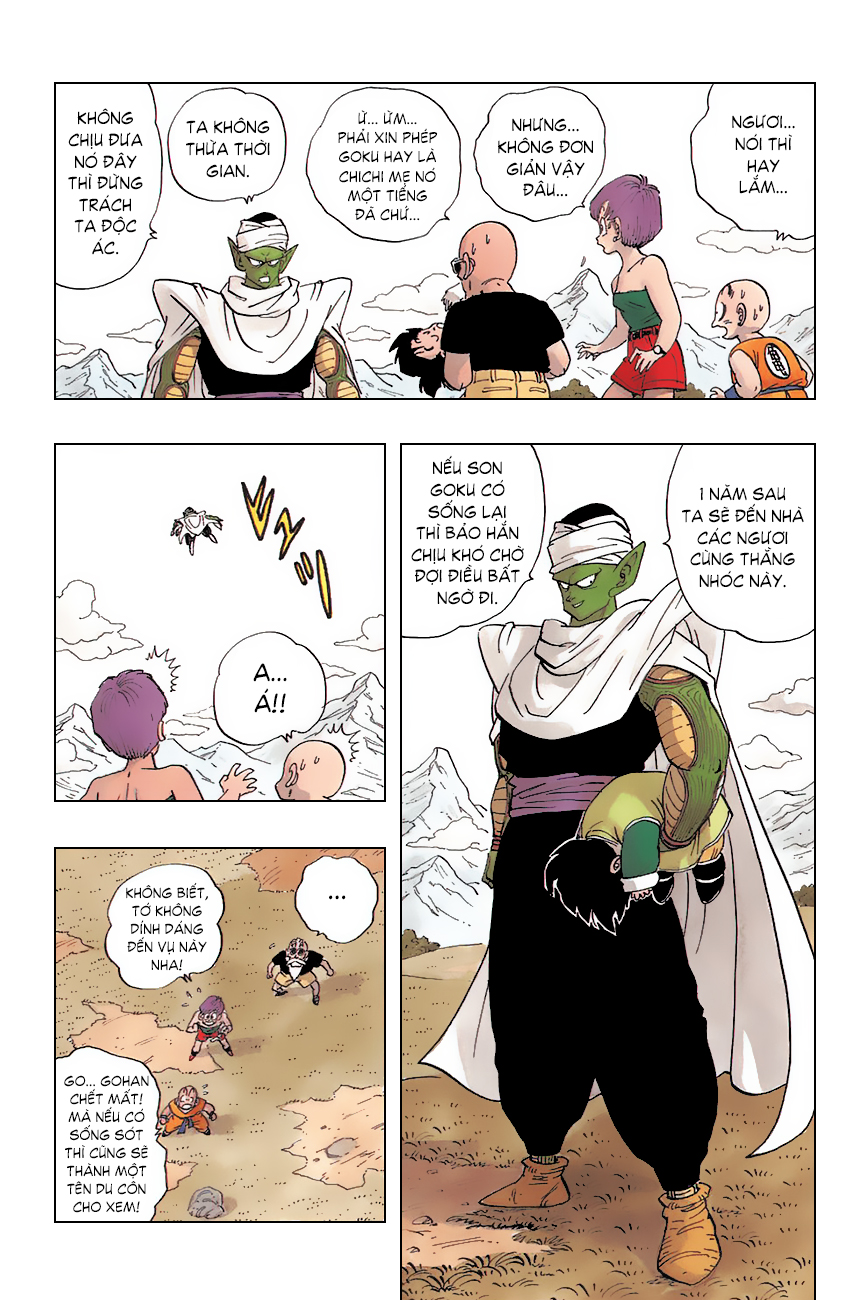 NGƯƠI...
NÓI THÌ
HAY
LẮM...
NHƯNG...
KHÔNG ĐƠN
GIẢN VẬY
ĐÂU...
Ừ... ỪM...
PHẢI XIN PHÉP
GOKU HAY LÀ
CHICHI MẸ NÓ
MỘT TIẾNG
ĐÃ CHỨ...
TA KHÔNG
THỪA THỜI
GIAN.
KHÔNG
CHỊU ĐƯA
NÓ ĐÂY
THÌ ĐỪNG
TRÁCH
TA ĐỘC
ÁC.
1 NĂM SAU
TA SẼ ĐẾN NHÀ
CÁC NGƯƠI
CÙNG THẰNG
NHÓC NÀY.
NẾU SON
GOKU CÓ
SỐNG LẠI
THÌ BẢO HẮN
CHỊU KHÓ CHỜ
ĐỢI ĐIỀU BẤT
NGỜ ĐI.
A...
Á!!
...
KHÔNG BIẾT,
TỚ KHÔNG
DÍNH DÁNG
ĐẾN VỤ NÀY
NHA!
GO... GOHAN
CHẾT MẤT!
MÀ NẾU CÓ
SỐNG SÓT
THÌ CŨNG SẼ
THÀNH MỘT
TÊN DU CÔN
CHO XEM!